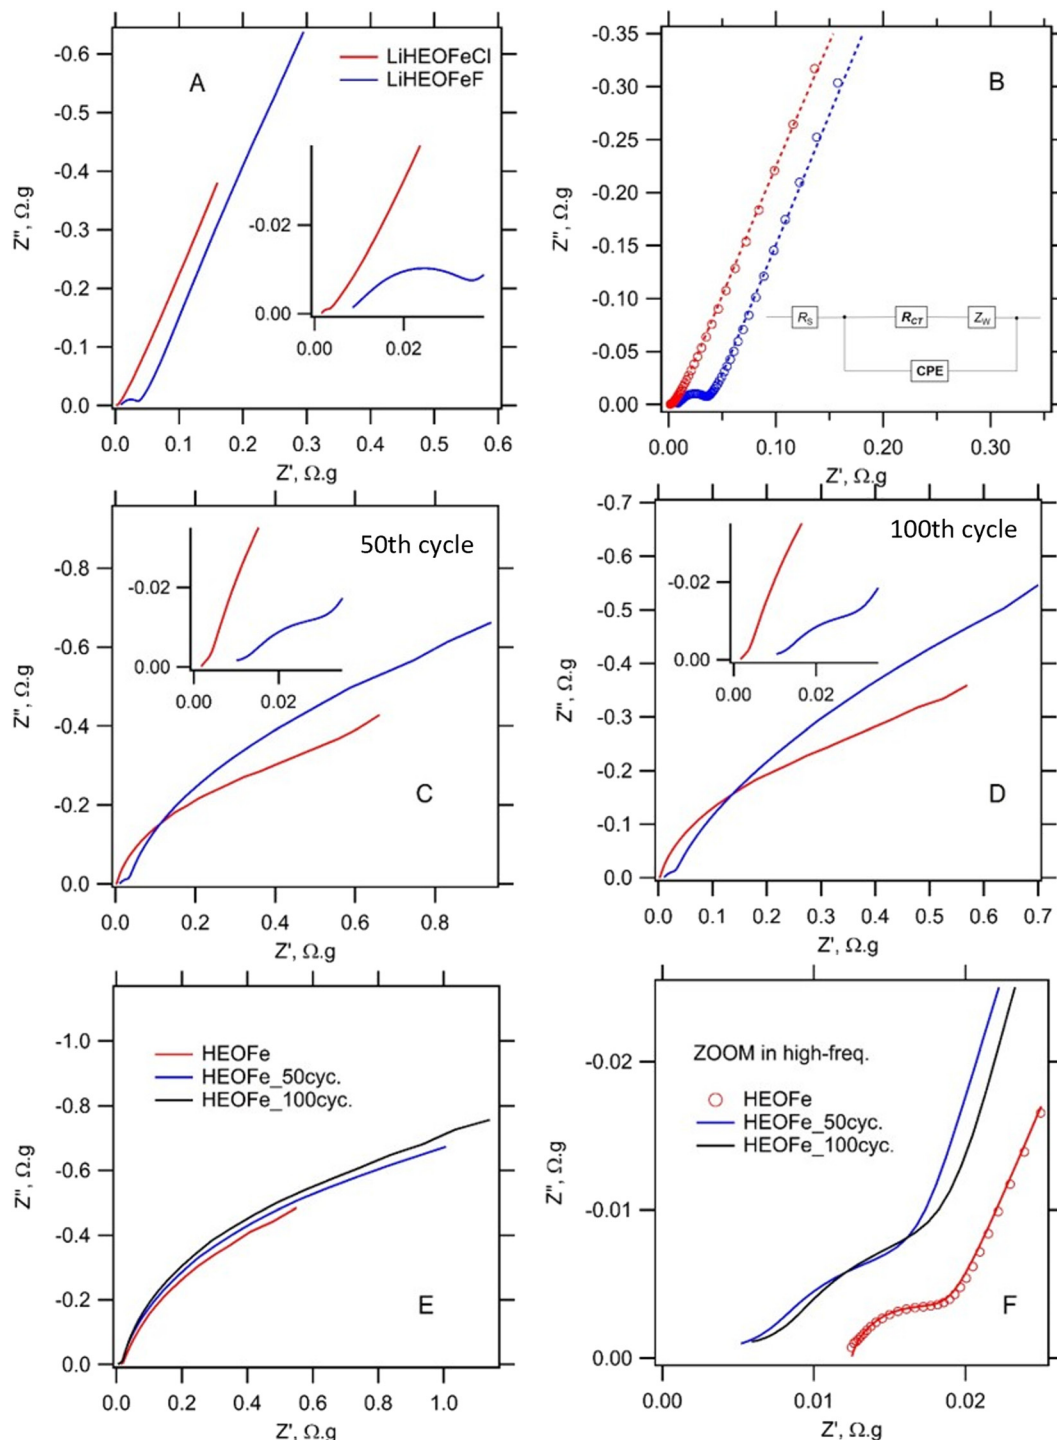 A
LiHEOFeCl
LiHEOFeF
-0.6
-0.5
-0.4
-0.3
-0.2
-0.1
0.0
Z", Ω.g
-0.02
0.00
0.00 0.02
0.0 0.1 0.2 0.3 0.4 0.5 0.6
Z', Ω.g
B
-0.35
-0.30
-0.25
-0.20
-0.15
-0.10
-0.05
0.00
Z", Ω.g
RS
RCT
ZW
CPE
0.00 0.10 0.20 0.30
Z', Ω.g
50th cycle
-0.8
-0.6
-0.4
-0.2
0.0
Z", Ω.g
-0.02
0.00
0.00 0.02
C
0.0 0.2 0.4 0.6 0.8
Z', Ω.g
100th cycle
-0.7
-0.6
-0.5
-0.4
-0.3
-0.2
-0.1
0.0
Z", Ω.g
-0.02
0.00
0.00 0.02
D
0.0 0.1 0.2 0.3 0.4 0.5 0.6 0.7
Z', Ω.g
HEOFe
HEOFe_50cyc.
HEOFe_100cyc.
-1.0
-0.8
-0.6
-0.4
-0.2
0.0
Z", Ω.g
E
0.0 0.2 0.4 0.6 0.8 1.0
Z', Ω.g
ZOOM in high-freq.
HEOFe
HEOFe_50cyc.
HEOFe_100cyc.
-0.02
-0.01
0.00
Z", Ω.g
F
0.00 0.01 0.02
Z', Ω.g